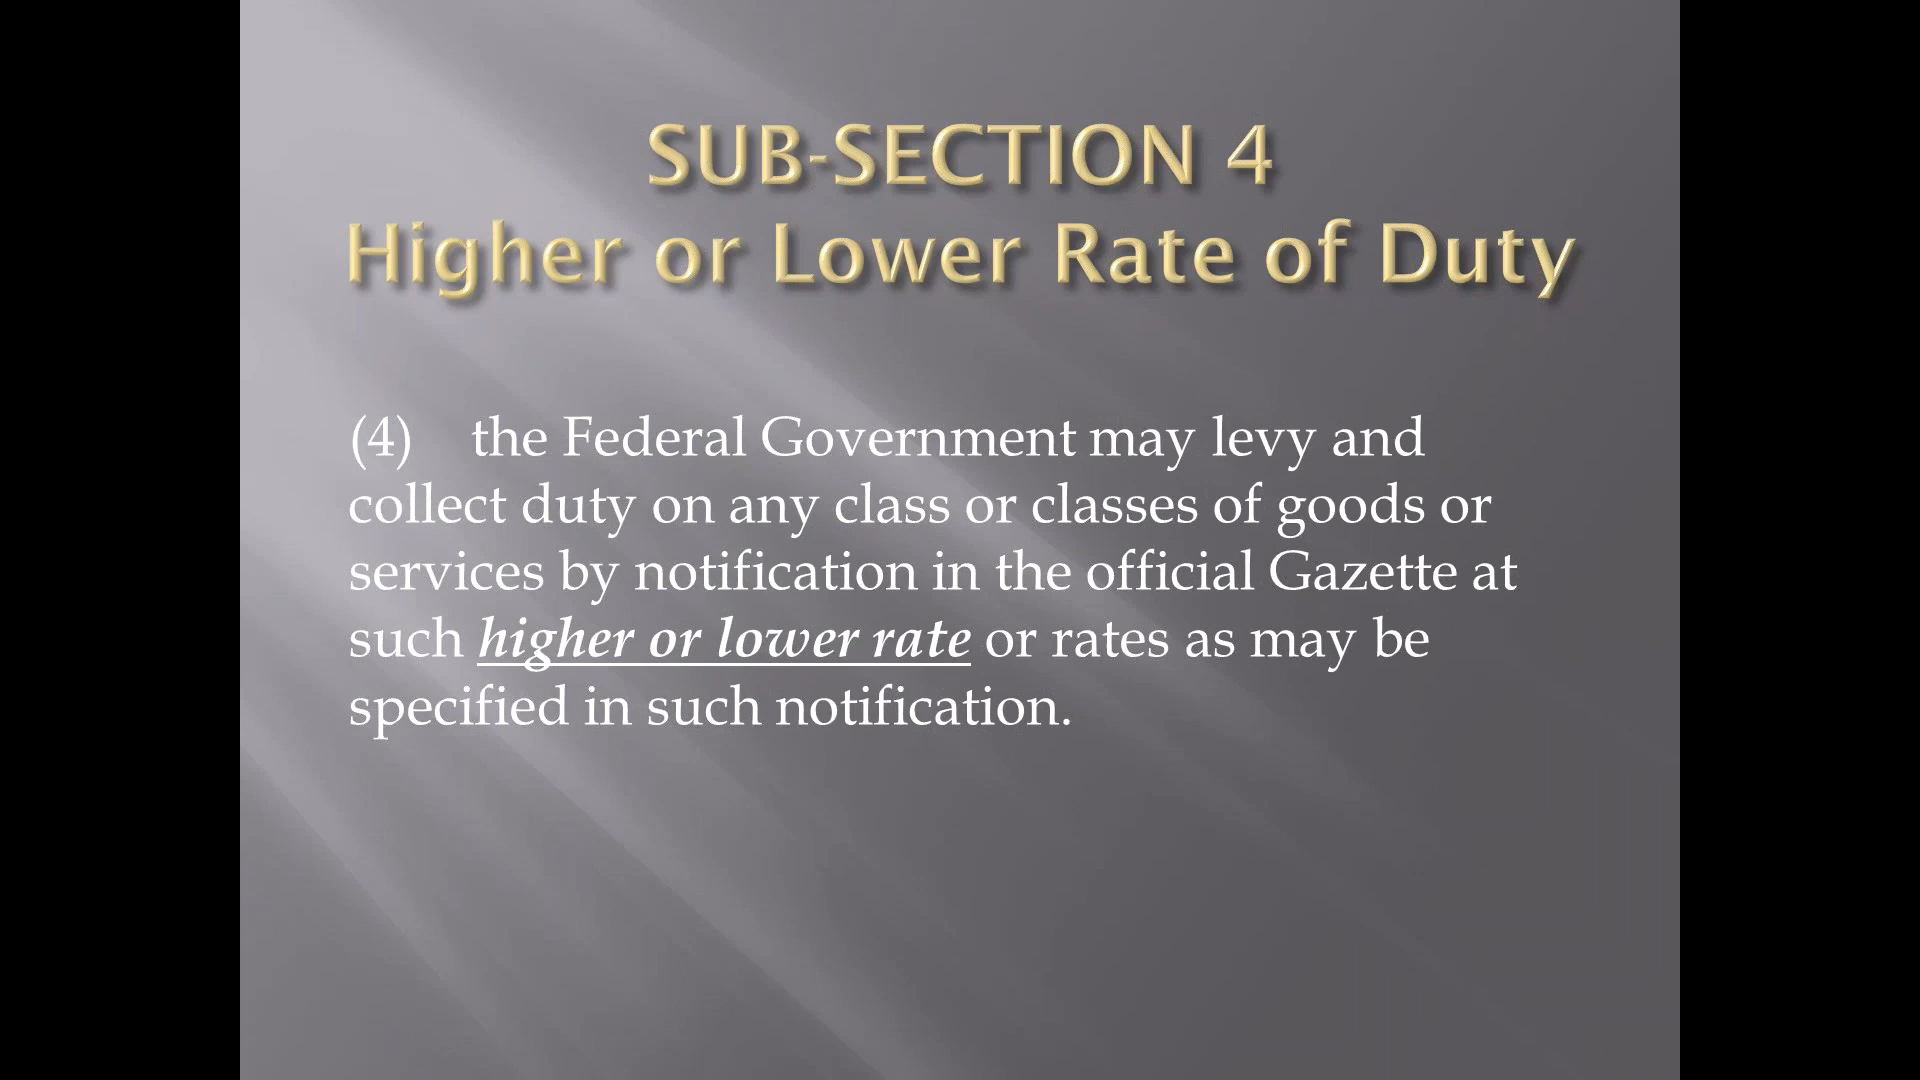 SUB-SECTION 4
Higher or Lower Rate of Duty
(4) the Federal Government may levy and
collect duty on any class or classes of goods or
services by notification in the official Gazette at
such higher or lower rate or rates as may be
specified in such notification.